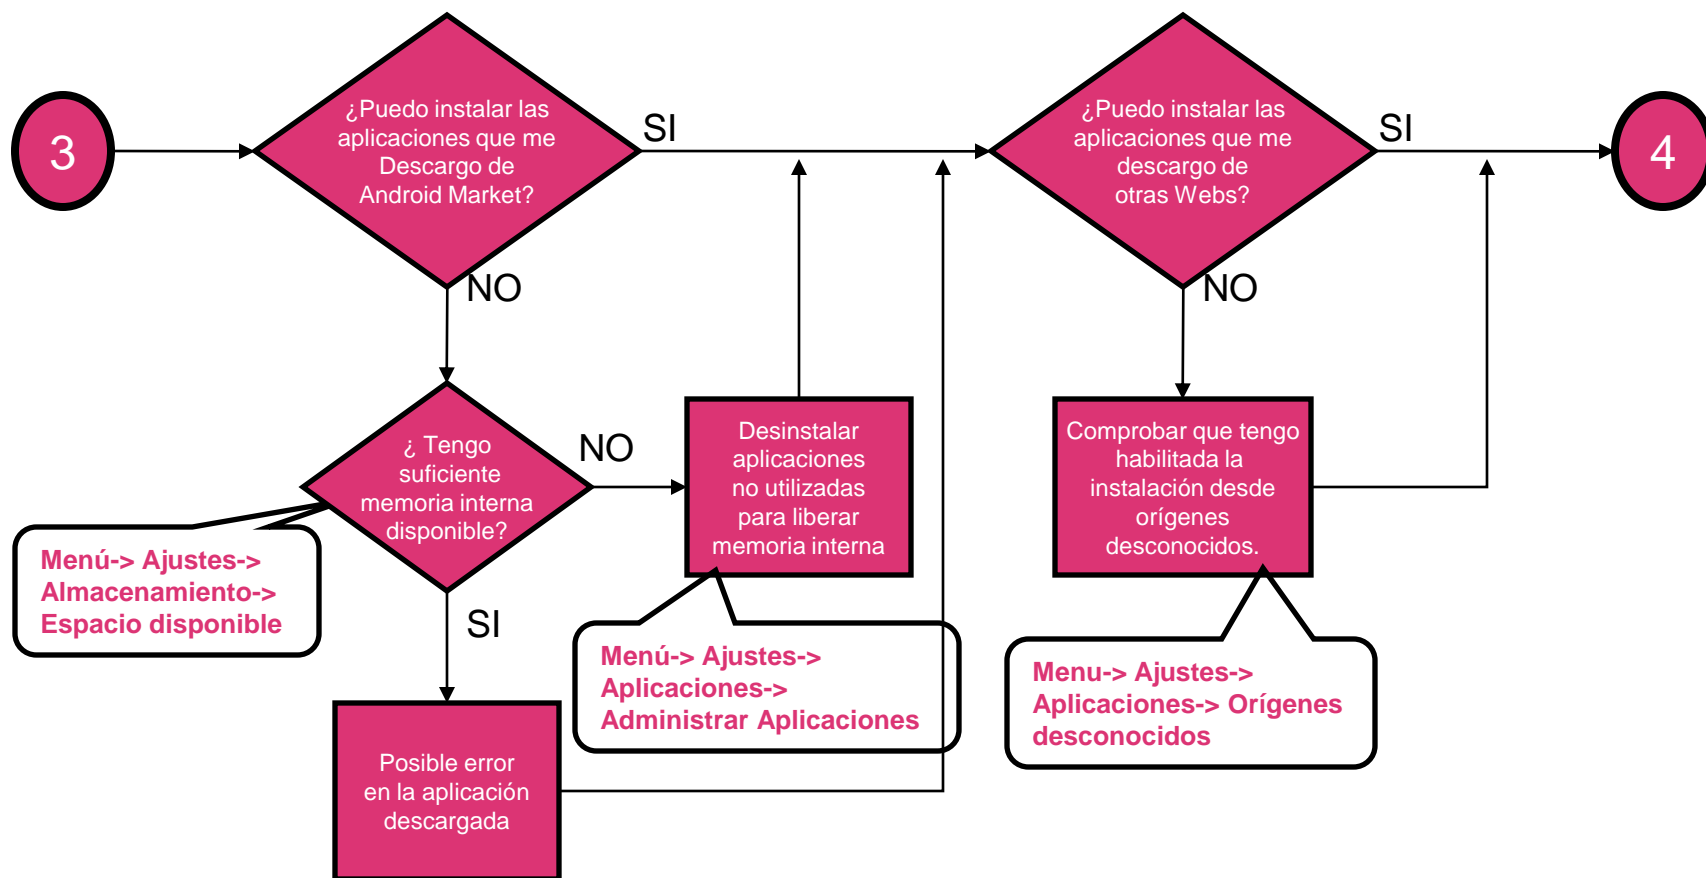 3
¿Puedo instalar las
aplicaciones que me
Descargo de
Android Market?
SI
¿Puedo instalar las
aplicaciones que me
descargo de
otras Webs?
SI
4
NO
NO
¿ Tengo
suficiente
memoria interna
disponible?
NO
Desinstalar
aplicaciones
no utilizadas
para liberar
memoria interna
Comprobar que tengo
habilitada la
instalación desde
orígenes
desconocidos.
Menú-> Ajustes->
Almacenamiento->
Espacio disponible
SI
Menú-> Ajustes->
Aplicaciones->
Administrar Aplicaciones
Menu-> Ajustes->
Aplicaciones-> Orígenes
desconocidos
Posible error
en la aplicación
descargada